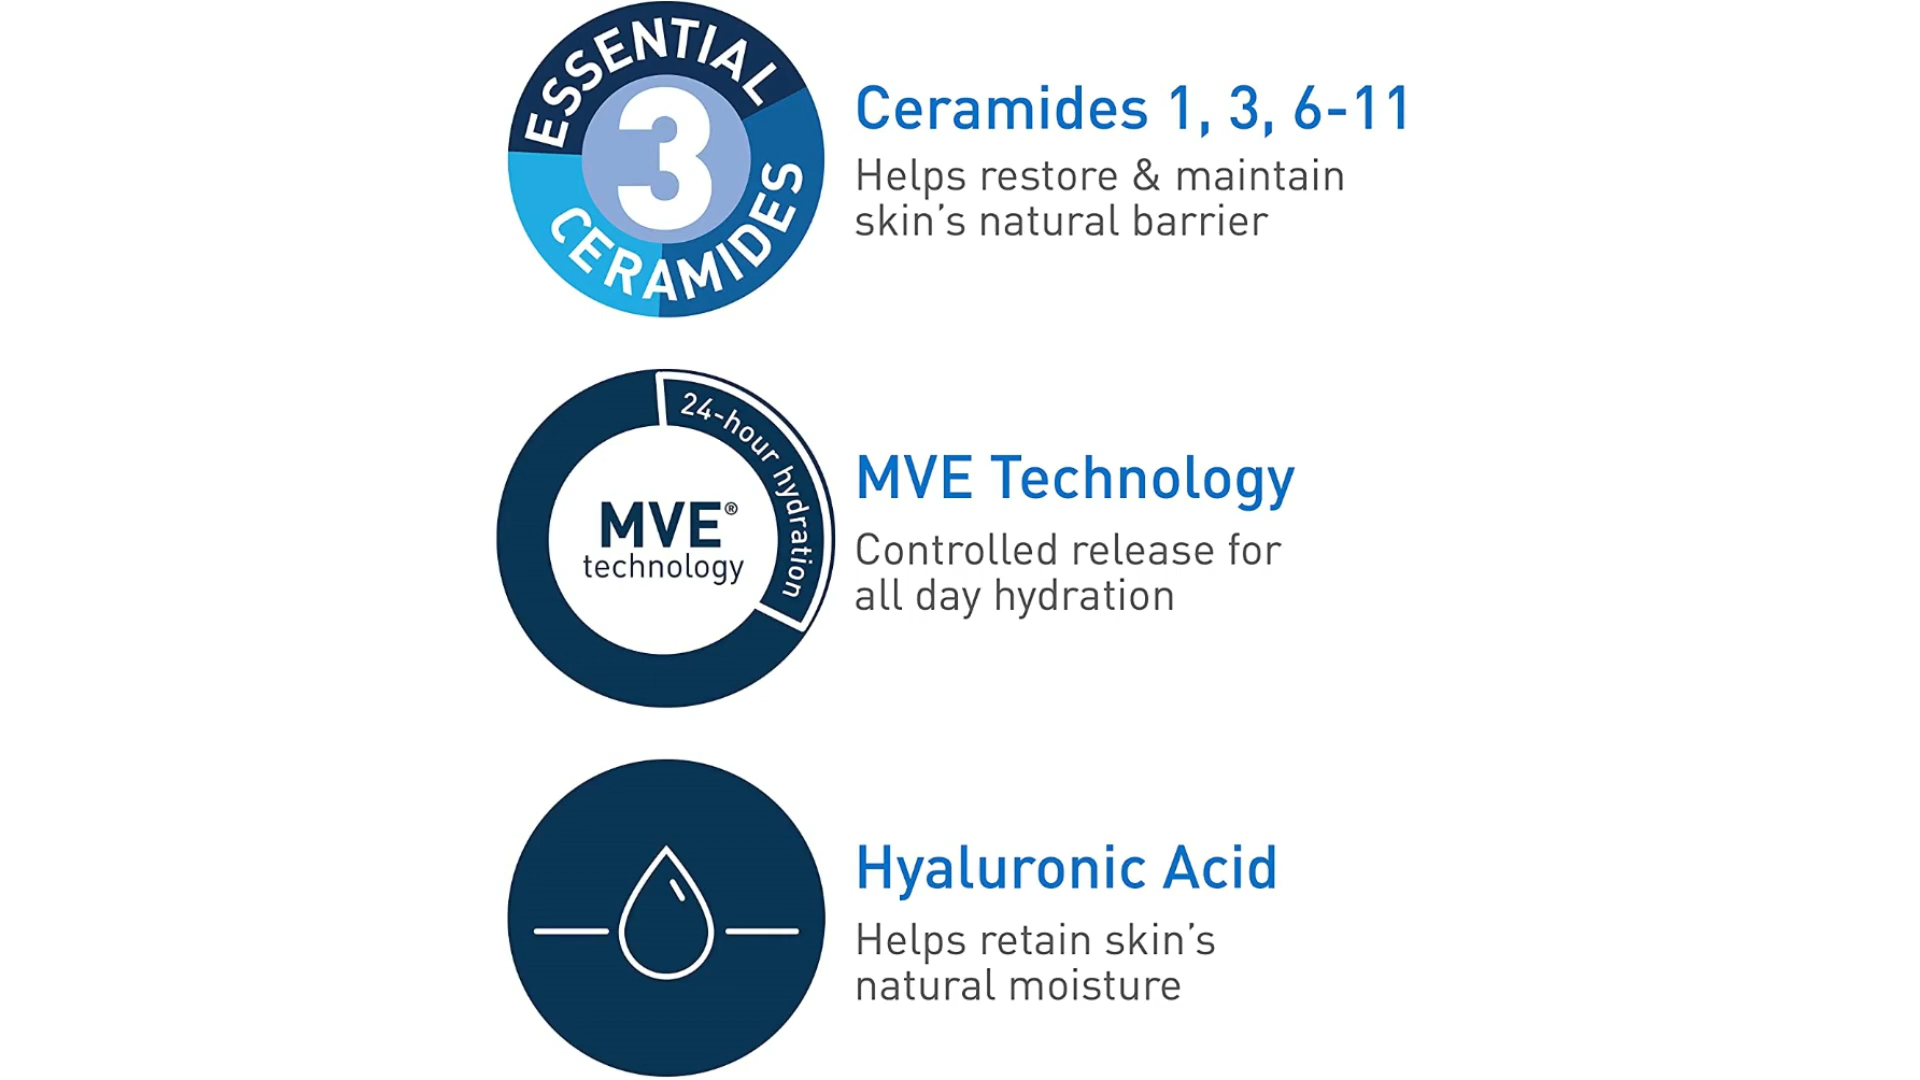 ESSENTIAL
3
CERAMIDES
Ceramides 1, 3, 6-11
Helps restore & maintain
skin’s natural barrier
24-hour hydration
MVE®
technology
MVE Technology
Controlled release for
all day hydration
Hyaluronic Acid
Helps retain skin’s
natural moisture